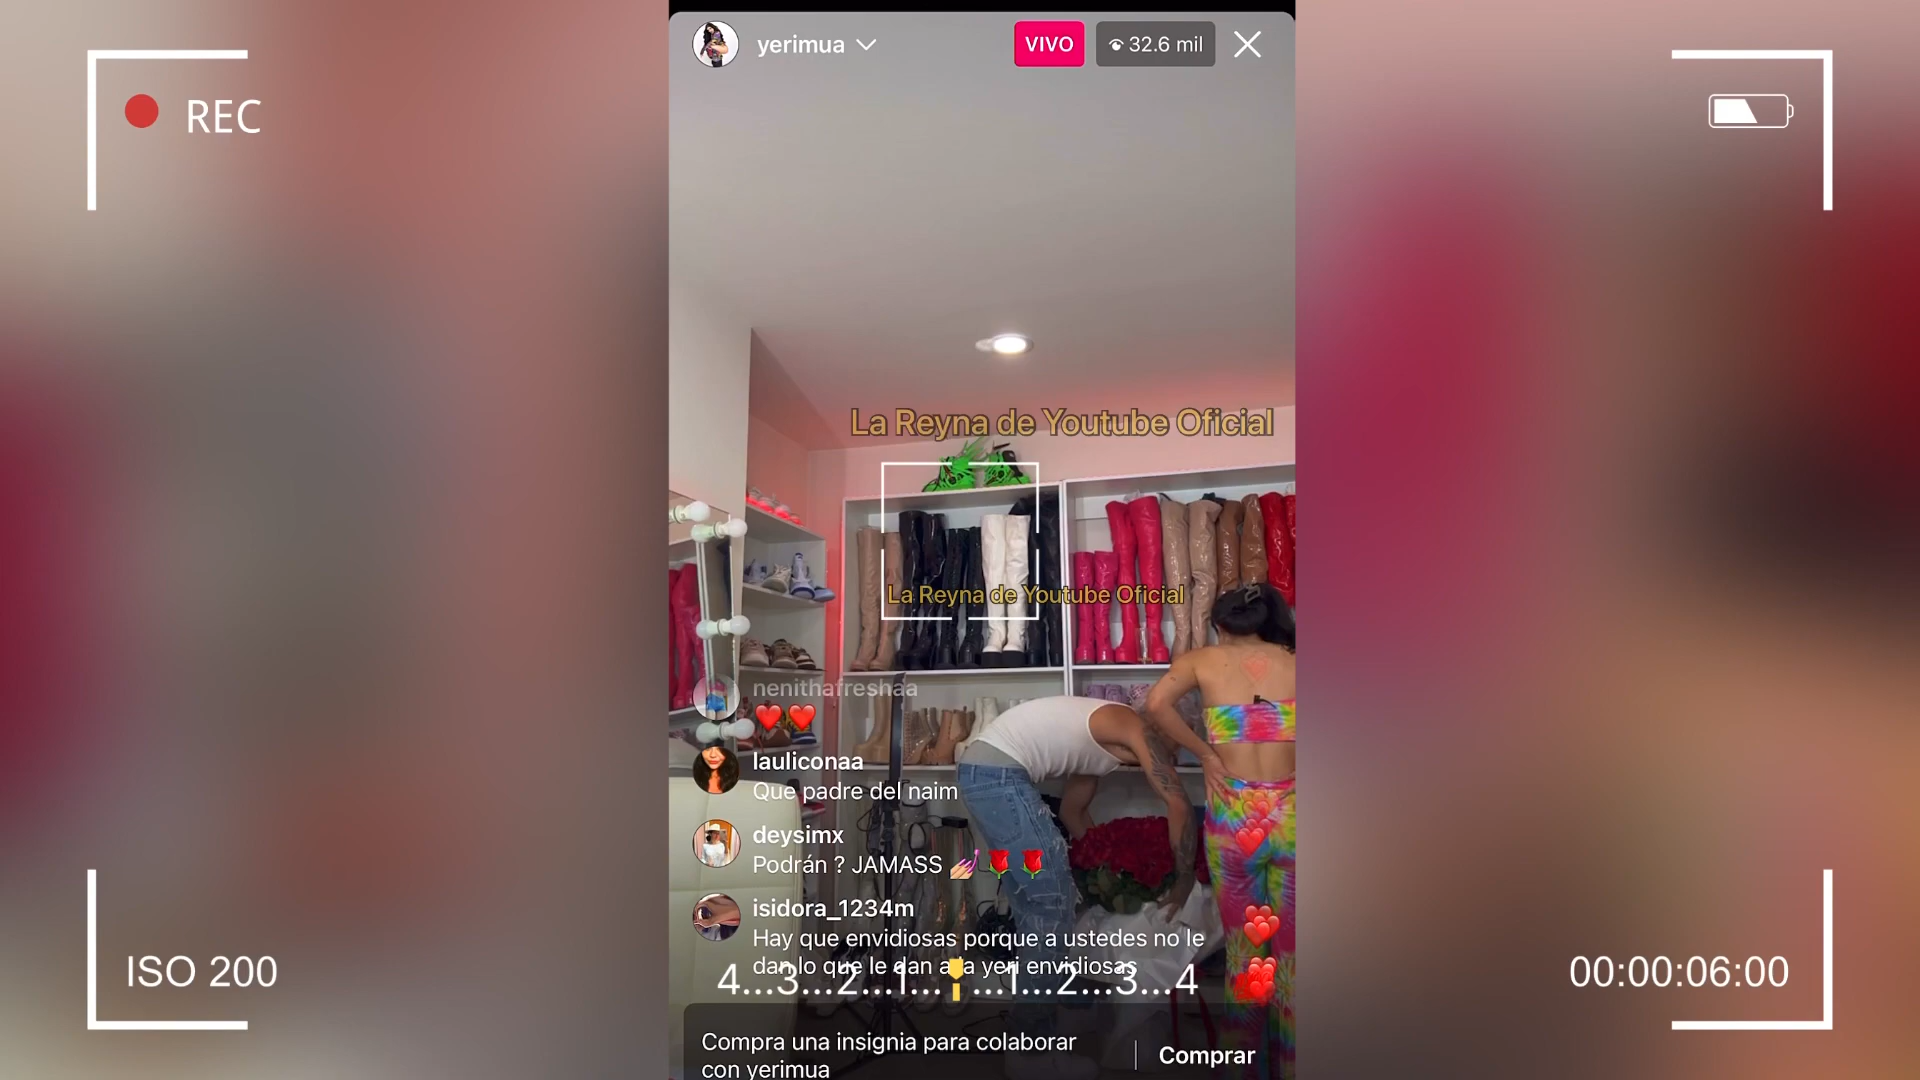 yerimua
VIVO
32.6 mil
REC
La Reyna de Youtube Oficial
La Reyna de Youtube Oficial
nenithafreshaa
lauliconaa
Que padre del naim
deysimx
Podrán ? JAMASS
isidora_1234m
Hay que envidiosas porque a ustedes no le
dan lo que le dan a la yeri envidiosas
4...3...2...1... ...1...2...3...4
ISO 200
00:00:06:00
Compra una insignia para colaborar
con yerimua
Comprar